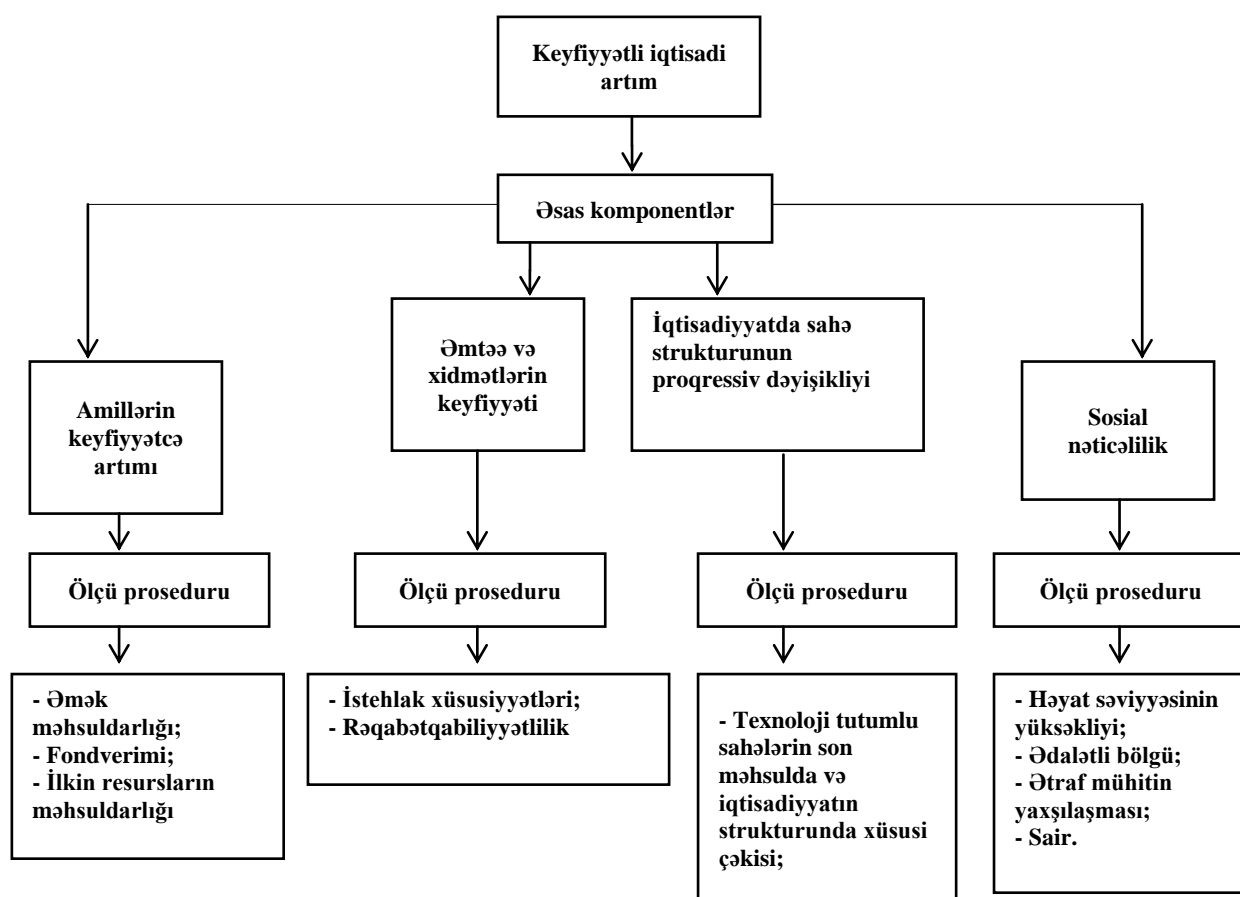 Keyfiyyətli iqtisadi
artım
Əsas komponentlər
Amillərin
keyfiyyətcə
artımı
Əmtəə və
xidmətlərin
keyfiyyəti
İqtisadiyyatda sahə
strukturunun
proqressiv dəyişikliyi
Sosial
nəticəlilik
Ölçü proseduru
Ölçü proseduru
Ölçü proseduru
Ölçü proseduru
- Əmək
məhsuldarlığı;
- Fondverimi;
- İlkin resursların
məhsuldarlığı
- İstehlak xüsusiyyətləri;
- Rəqabətqabiliyyətlilik
- Texnoloji tutumlu
sahələrin son
məhsulda və
iqtisadiyyatın
strukturunda xüsusi
çəkisi;
- Həyat səviyyəsinin
yüksəkliyi;
- Ədalətli bölgü;
- Ətraf mühitin
yaxşılaşması;
- Sair.